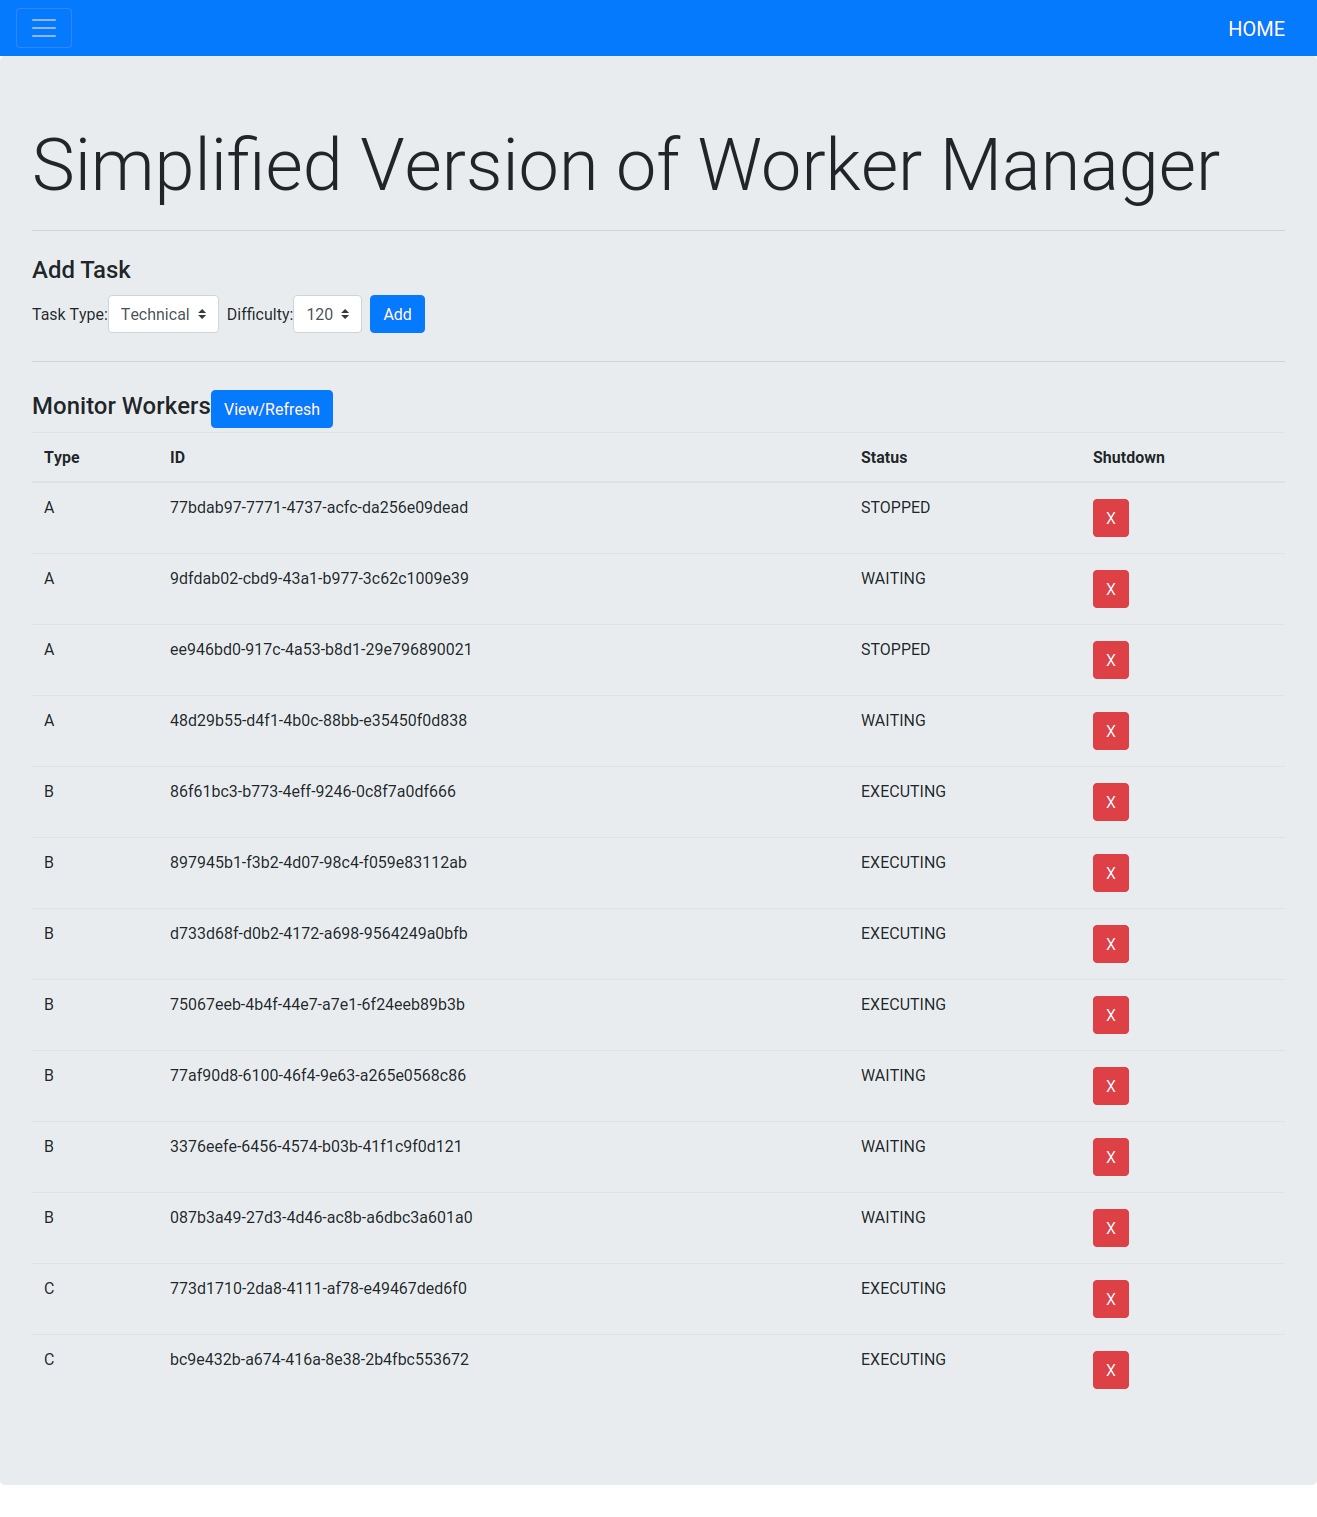 HOME
Simplified Version of Worker Manager
Add Task
Task Type: Technical Difficulty: 120 Add
Monitor Workers View/Refresh
Type ID Status Shutdown
A 77bdab97-7771-4737-acfc-da256e09dead STOPPED X
A 9dfdab02-cbd9-43a1-b977-3c62c1009e39 WAITING X
A ee946bd0-917c-4a53-b8d1-29e796890021 STOPPED X
A 48d29b55-d4f1-4b0c-88bb-e35450f0d838 WAITING X
B 86f61bc3-b773-4eff-9246-0c8f7a0df666 EXECUTING X
B 897945b1-f3b2-4d07-98c4-f059e83112ab EXECUTING X
B d733d68f-d0b2-4172-a698-9564249a0bfb EXECUTING X
B 75067eeb-4b4f-44e7-a7e1-6f24eeb89b3b EXECUTING X
B 77af90d8-6100-46f4-9e63-a265e0568c86 WAITING X
B 3376eefe-6456-4574-b03b-41f1c9f0d121 WAITING X
B 087b3a49-27d3-4d46-ac8b-a6dbc3a601a0 WAITING X
C 773d1710-2da8-4111-af78-e49467ded6f0 EXECUTING X
C bc9e432b-a674-416a-8e38-2b4fbc553672 EXECUTING X